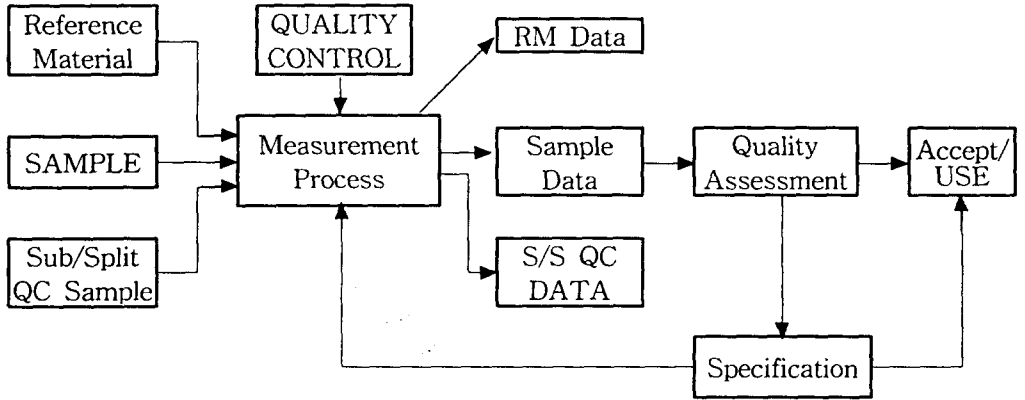 Reference
Material
QUALITY
CONTROL
RM Data
SAMPLE
Measurement
Process
Sample
Data
Quality
Assessment
Accept/
USE
Sub/Split
QC Sample
S/S QC
DATA
Specification